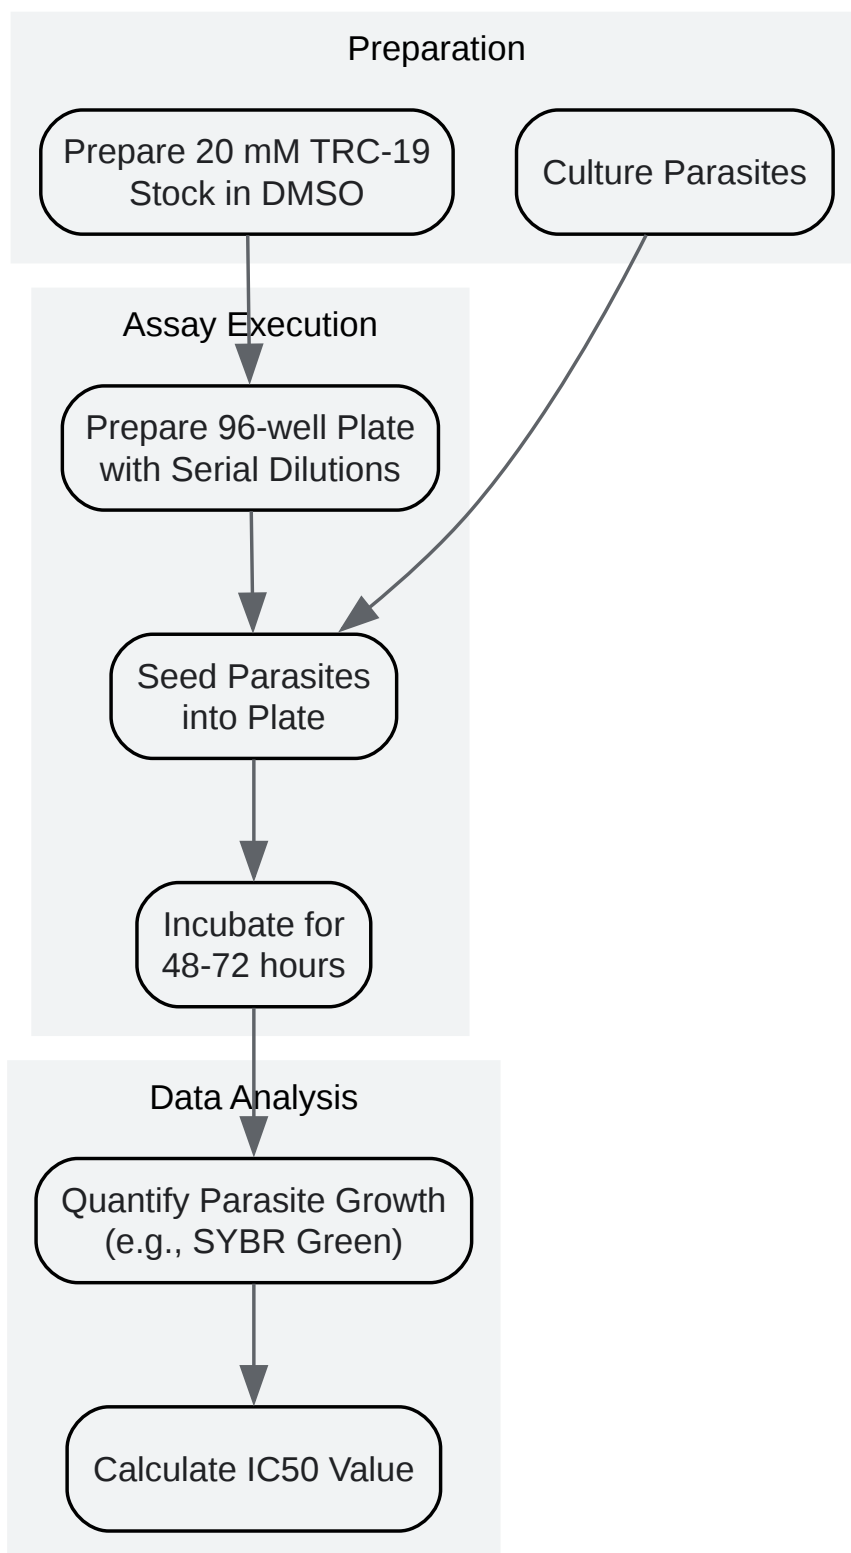 Preparation
Prepare 20 mM TRC-19
Stock in DMSO
Culture Parasites
Assay Execution
Prepare 96-well Plate
with Serial Dilutions
Seed Parasites
into Plate
Incubate for
48-72 hours
Data Analysis
Quantify Parasite Growth
(e.g., SYBR Green)
Calculate IC50 Value